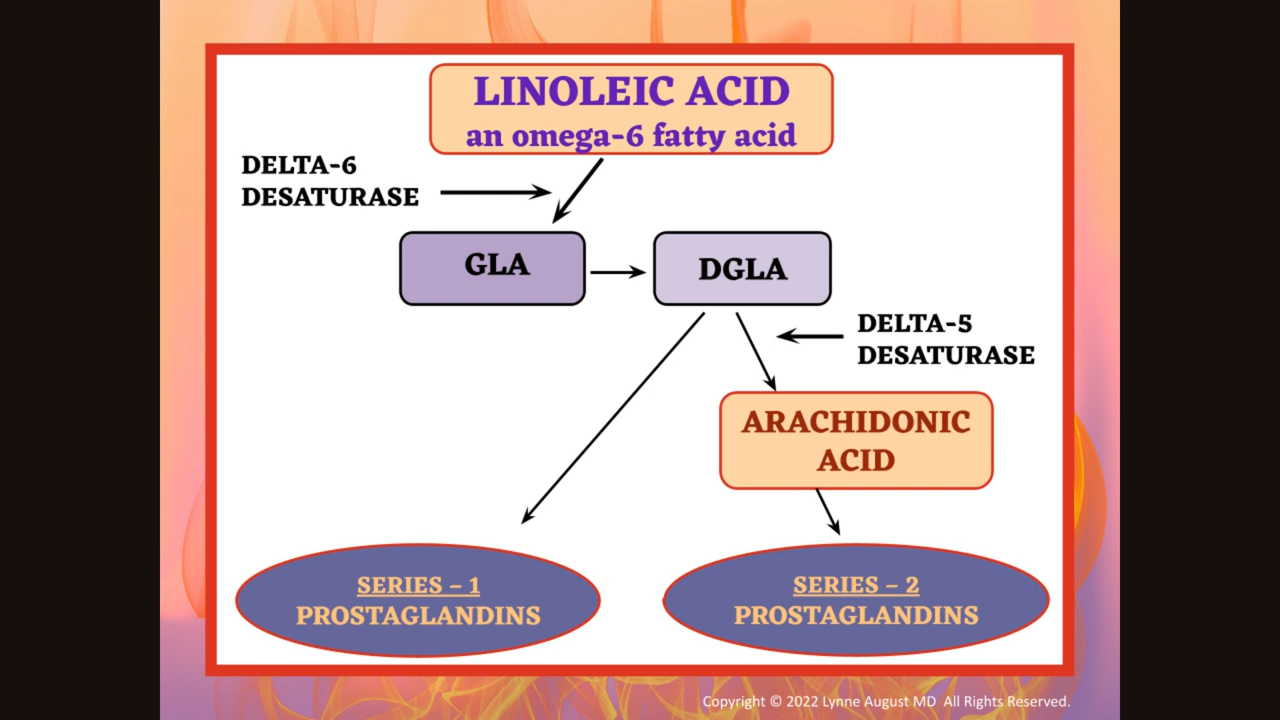 LINOLEIC ACID
an omega-6 fatty acid
DELTA-6
DESATURASE
GLA
DGLA
DELTA-5
DESATURASE
ARACHIDONIC
ACID
SERIES – 1
PROSTAGLANDINS
SERIES – 2
PROSTAGLANDINS
Copyright © 2022 Lynne August MD All Rights Reserved.